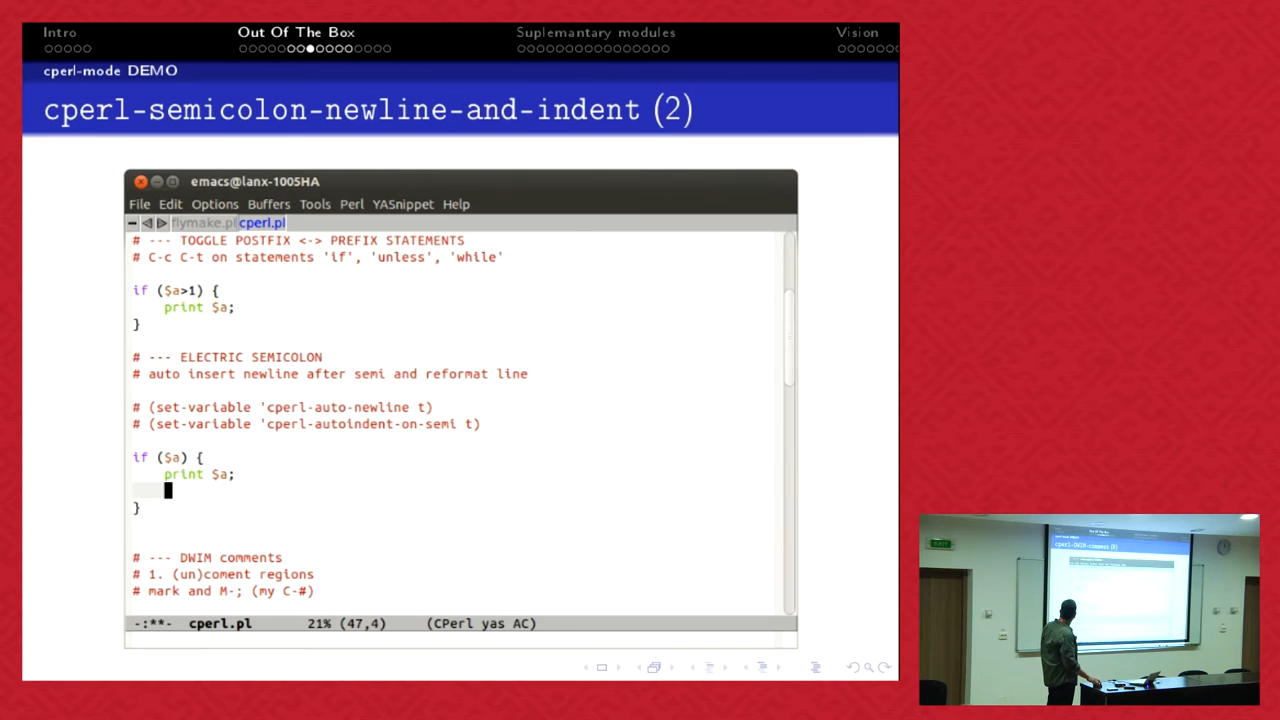 Intro Out Of The Box Suplemantary modules Vision
cperl-mode DEMO
cperl-semicolon-newline-and-indent (2)
emacs@lanx-1005HA
File Edit Options Buffers Tools Perl YASnippet Help
flymake.pl cperl.pl
# --- TOGGLE POSTFIX <-> PREFIX STATEMENTS
# C-c C-t on statements 'if', 'unless', 'while'
if ($a>1) {
print $a;
}
# --- ELECTRIC SEMICOLON
# auto insert newline after semi and reformat line
# (set-variable 'cperl-auto-newline t)
# (set-variable 'cperl-autoindent-on-semi t)
if ($a) {
print $a;
}
# --- DWIM comments
# 1. (un)coment regions
# mark and M-; (my C-#)
-:**- cperl.pl 21% (47,4) (CPerl yas AC)
Out Of The Box